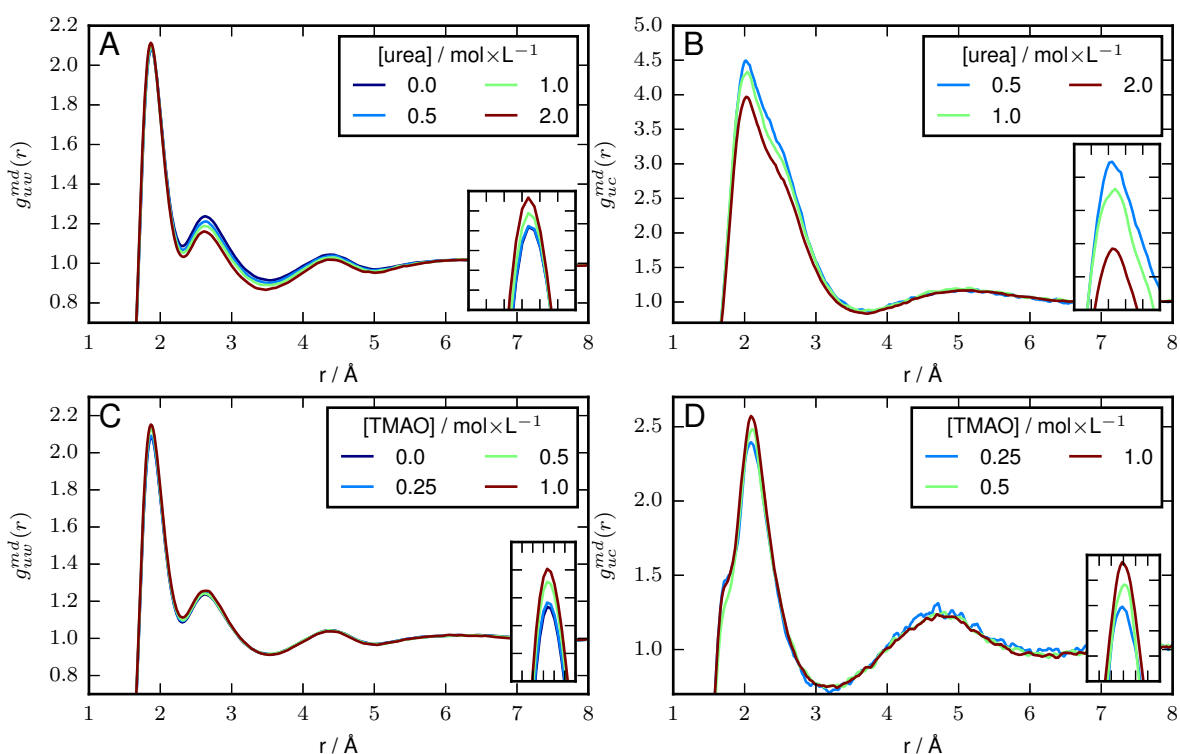 A
[urea] / mol×L−1
0.0 1.0
0.5 2.0
2.2
2.0
1.8
1.6
1.4
1.2
1.0
0.8
g^{md}_{uw}(r)
1 2 3 4 5 6 7 8
r / Å
B
[urea] / mol×L−1
0.5 2.0
1.0
5.0
4.5
4.0
3.5
3.0
2.5
2.0
1.5
1.0
g^{md}_{uc}(r)
1 2 3 4 5 6 7 8
r / Å
C
[TMAO] / mol×L−1
0.0 0.5
0.25 1.0
2.2
2.0
1.8
1.6
1.4
1.2
1.0
0.8
g^{md}_{uw}(r)
1 2 3 4 5 6 7 8
r / Å
D
[TMAO] / mol×L−1
0.25 1.0
0.5
2.5
2.0
1.5
1.0
g^{md}_{uc}(r)
1 2 3 4 5 6 7 8
r / Å